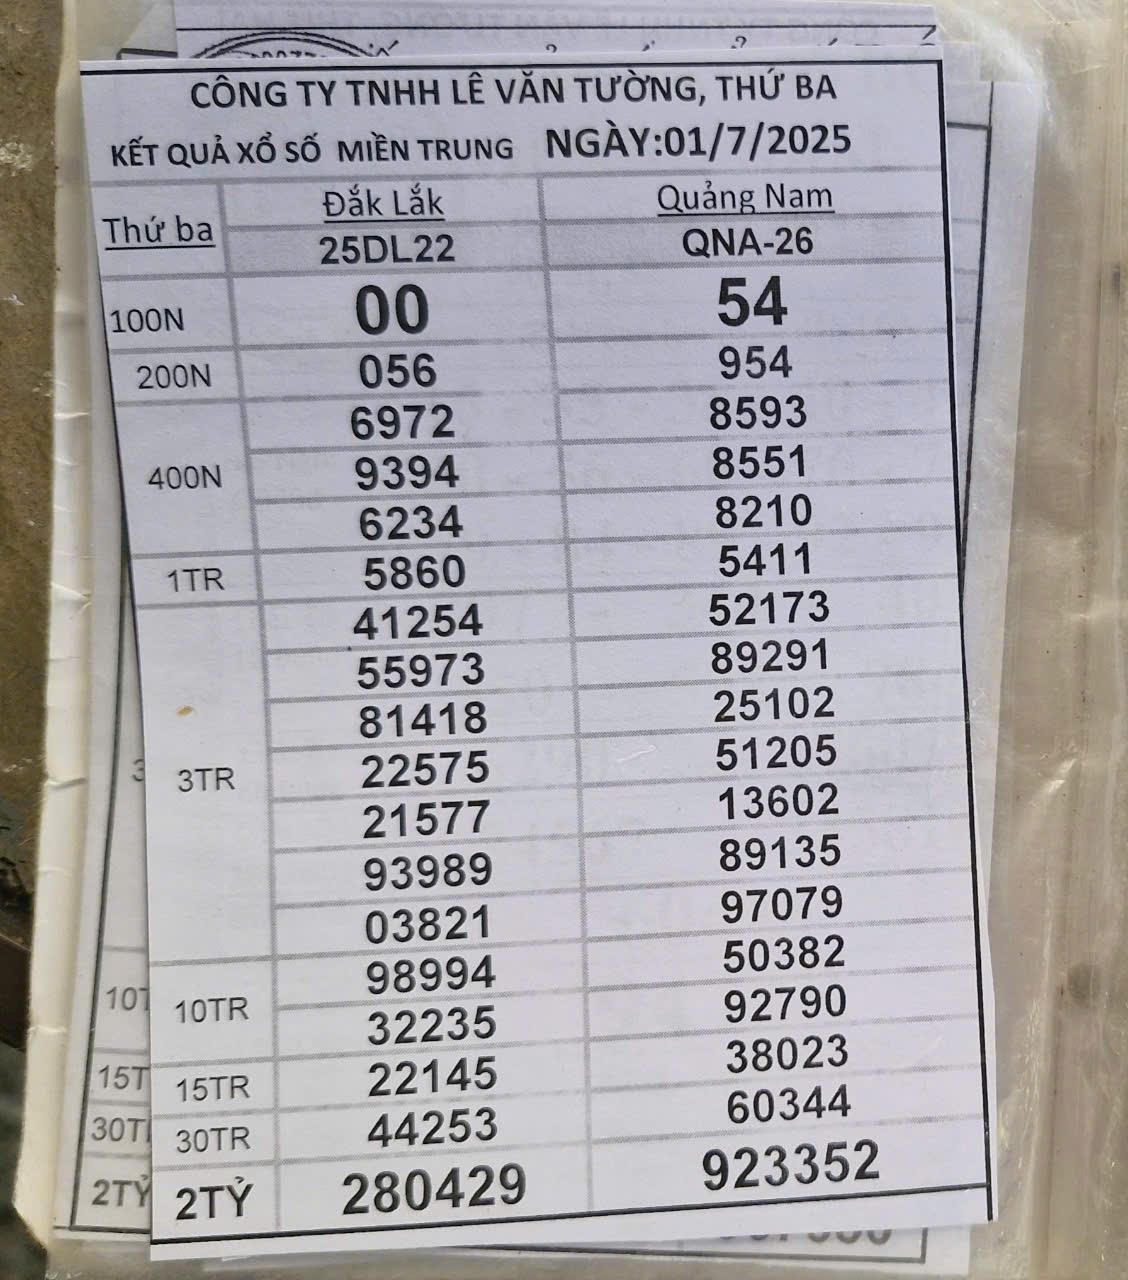 CÔNG TY TNHH LÊ VĂN TƯỜNG, THỨ BA
KẾT QUẢ XỔ SỐ MIỀN TRUNG NGÀY:01/7/2025
Thứ ba Đắk Lắk Quảng Nam
25DL22 QNA-26
100N 00 54
200N 056 954
400N 6972 8593
9394 8551
6234 8210
1TR 5860 5411
3TR 41254 52173
55973 89291
81418 25102
22575 51205
21577 13602
93989 89135
03821 97079
10TR 98994 50382
32235 92790
15TR 22145 38023
30TR 44253 60344
2TỶ 280429 923352